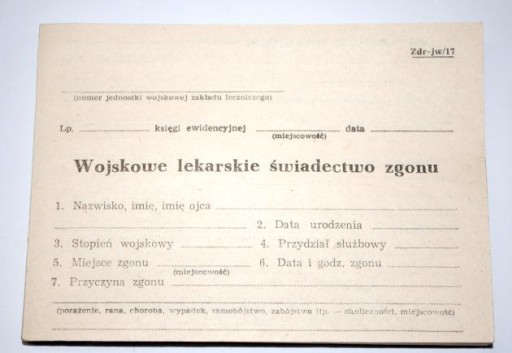 Zdr-jw/17
(numer jednostki wojskowej zakładu leczniczego)
Lp. księgi ewidencyjnej data
(miejscowość)
Wojskowe lekarskie świadectwo zgonu
1. Nazwisko, imię, imię ojca
2. Data urodzenia
3. Stopień wojskowy 4. Przydział służbowy
5. Miejsce zgonu 6. Data i godz. zgonu
(miejscowość)
7. Przyczyna zgonu
(porażenie, rana, choroba, wypadek, samobójstwo, zabójstwo itp. — okoliczności, miejscowość)